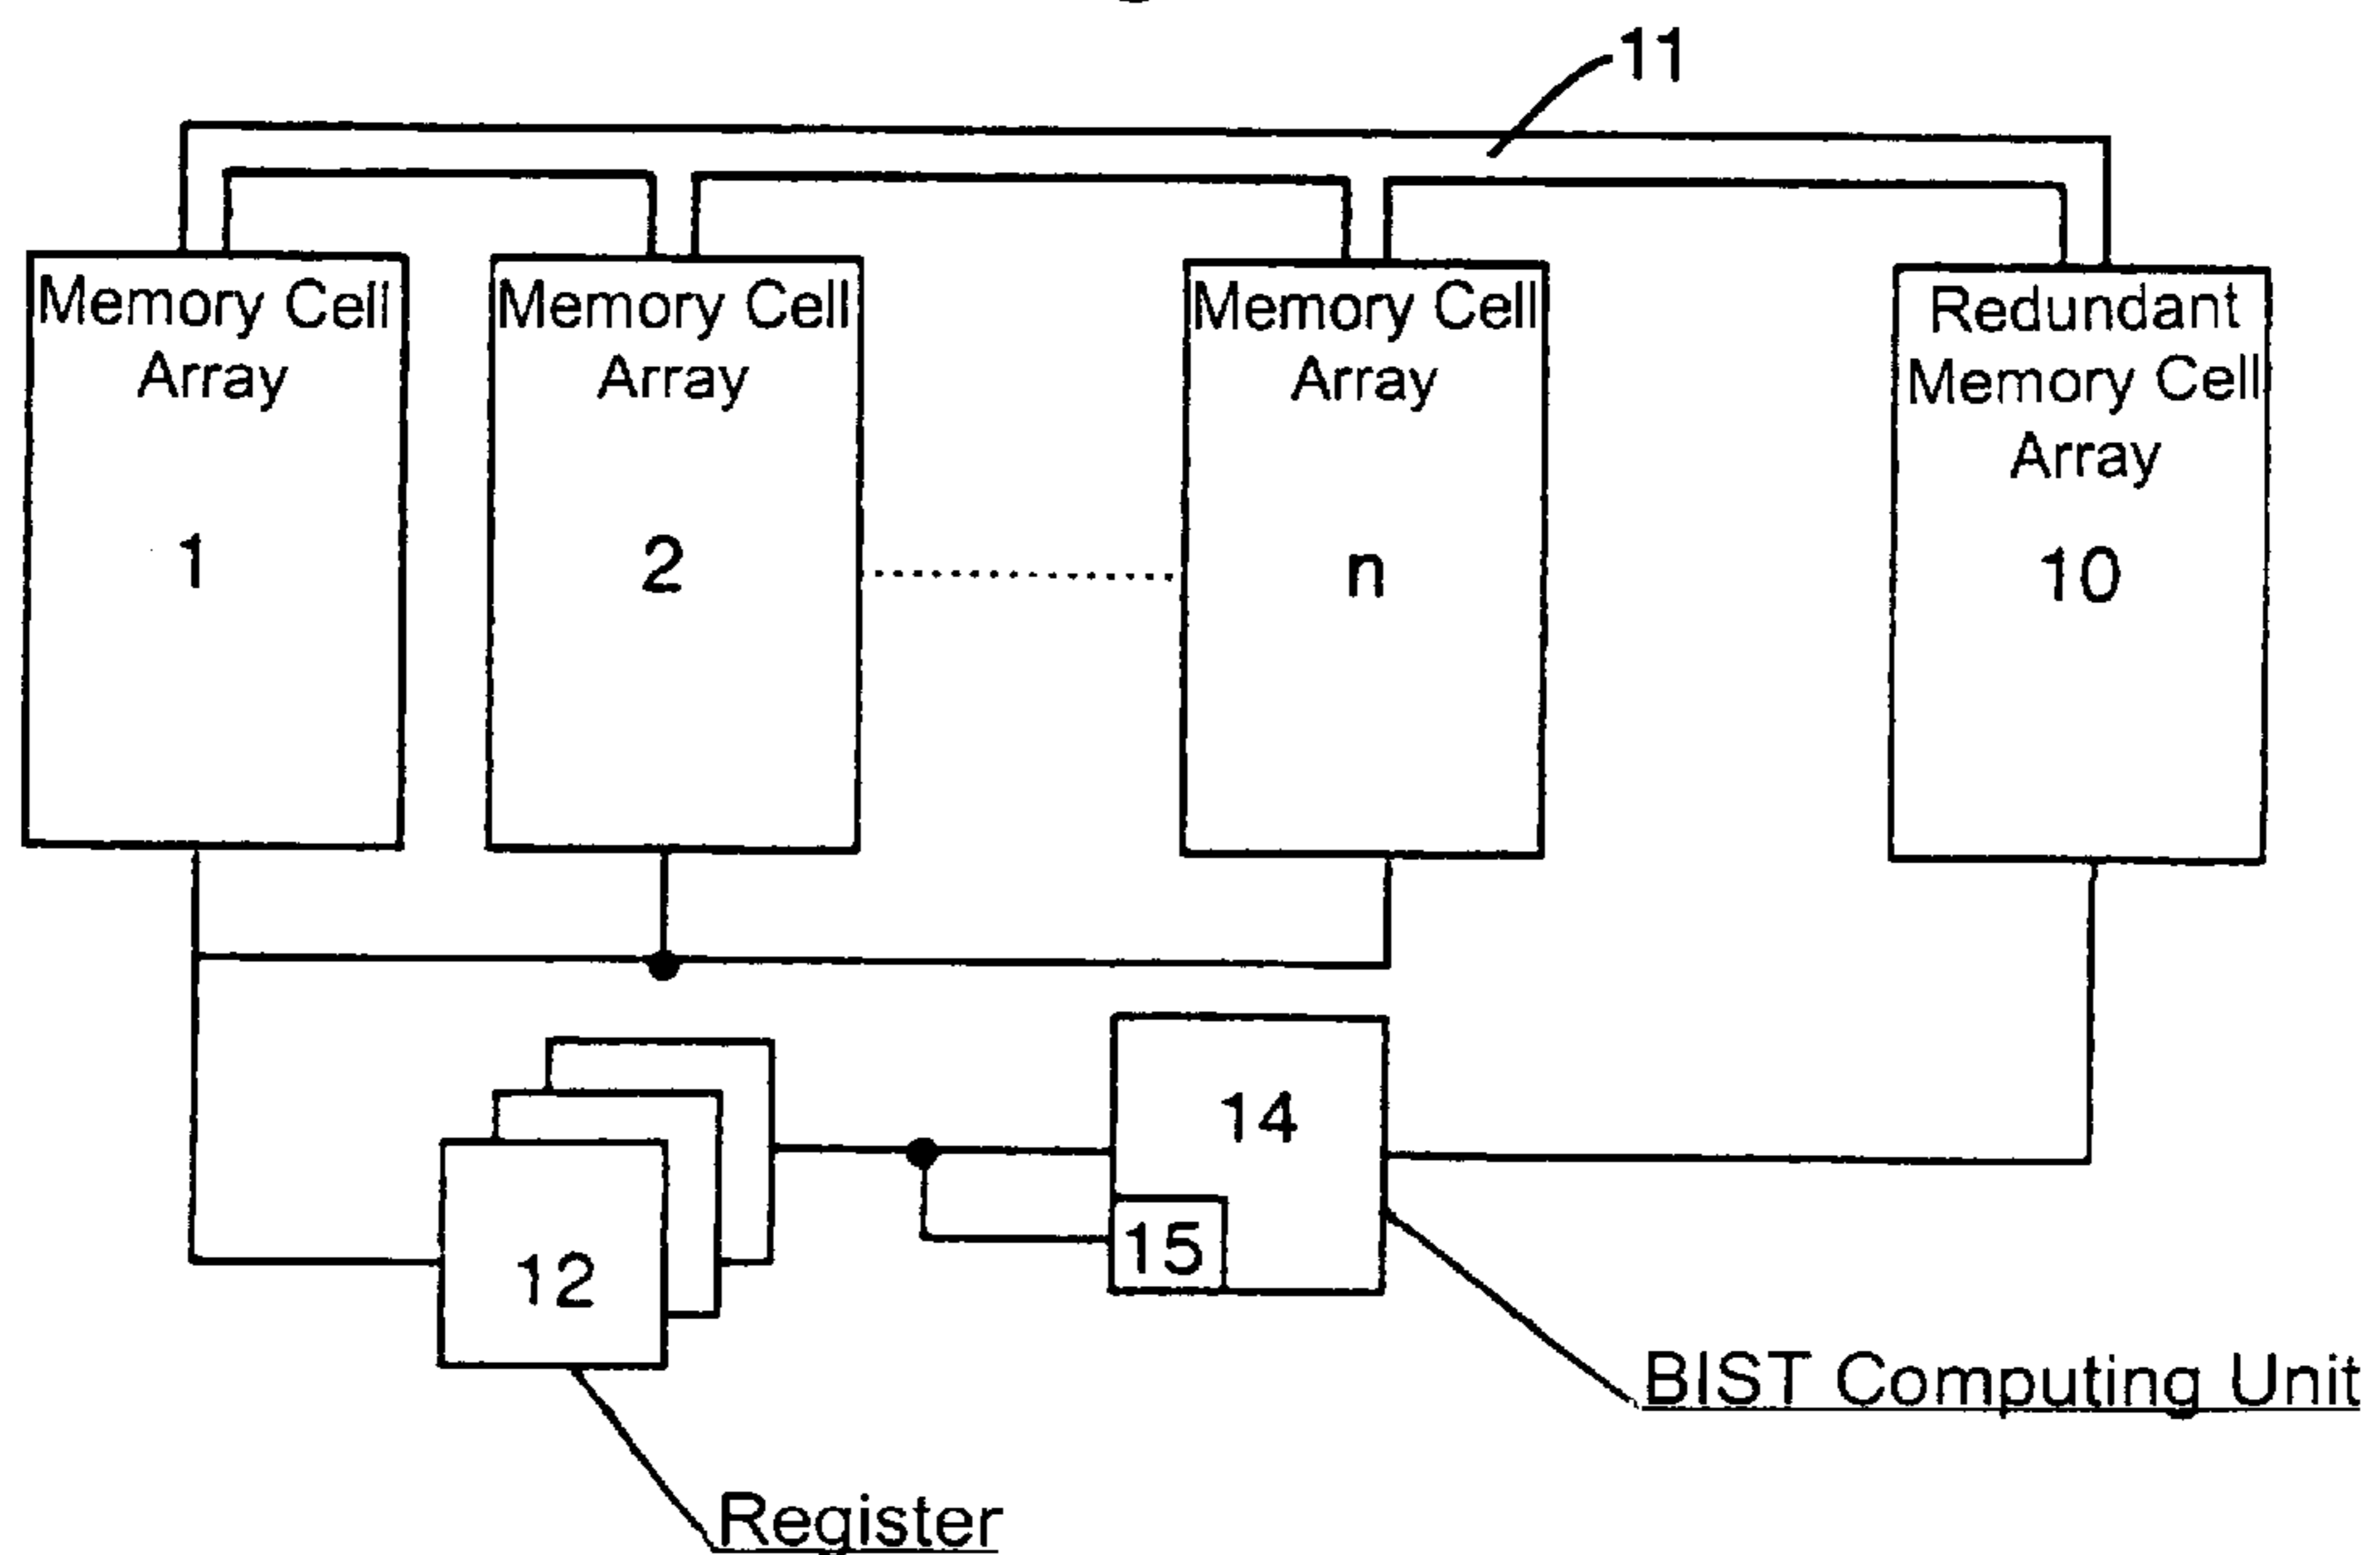 11
Memory Cell
Array
1
Memory Cell
Array
2
Memory Cell
Array
n
Redundant
Memory Cell
Array
10
14
15
12
BIST Computing Unit
Register